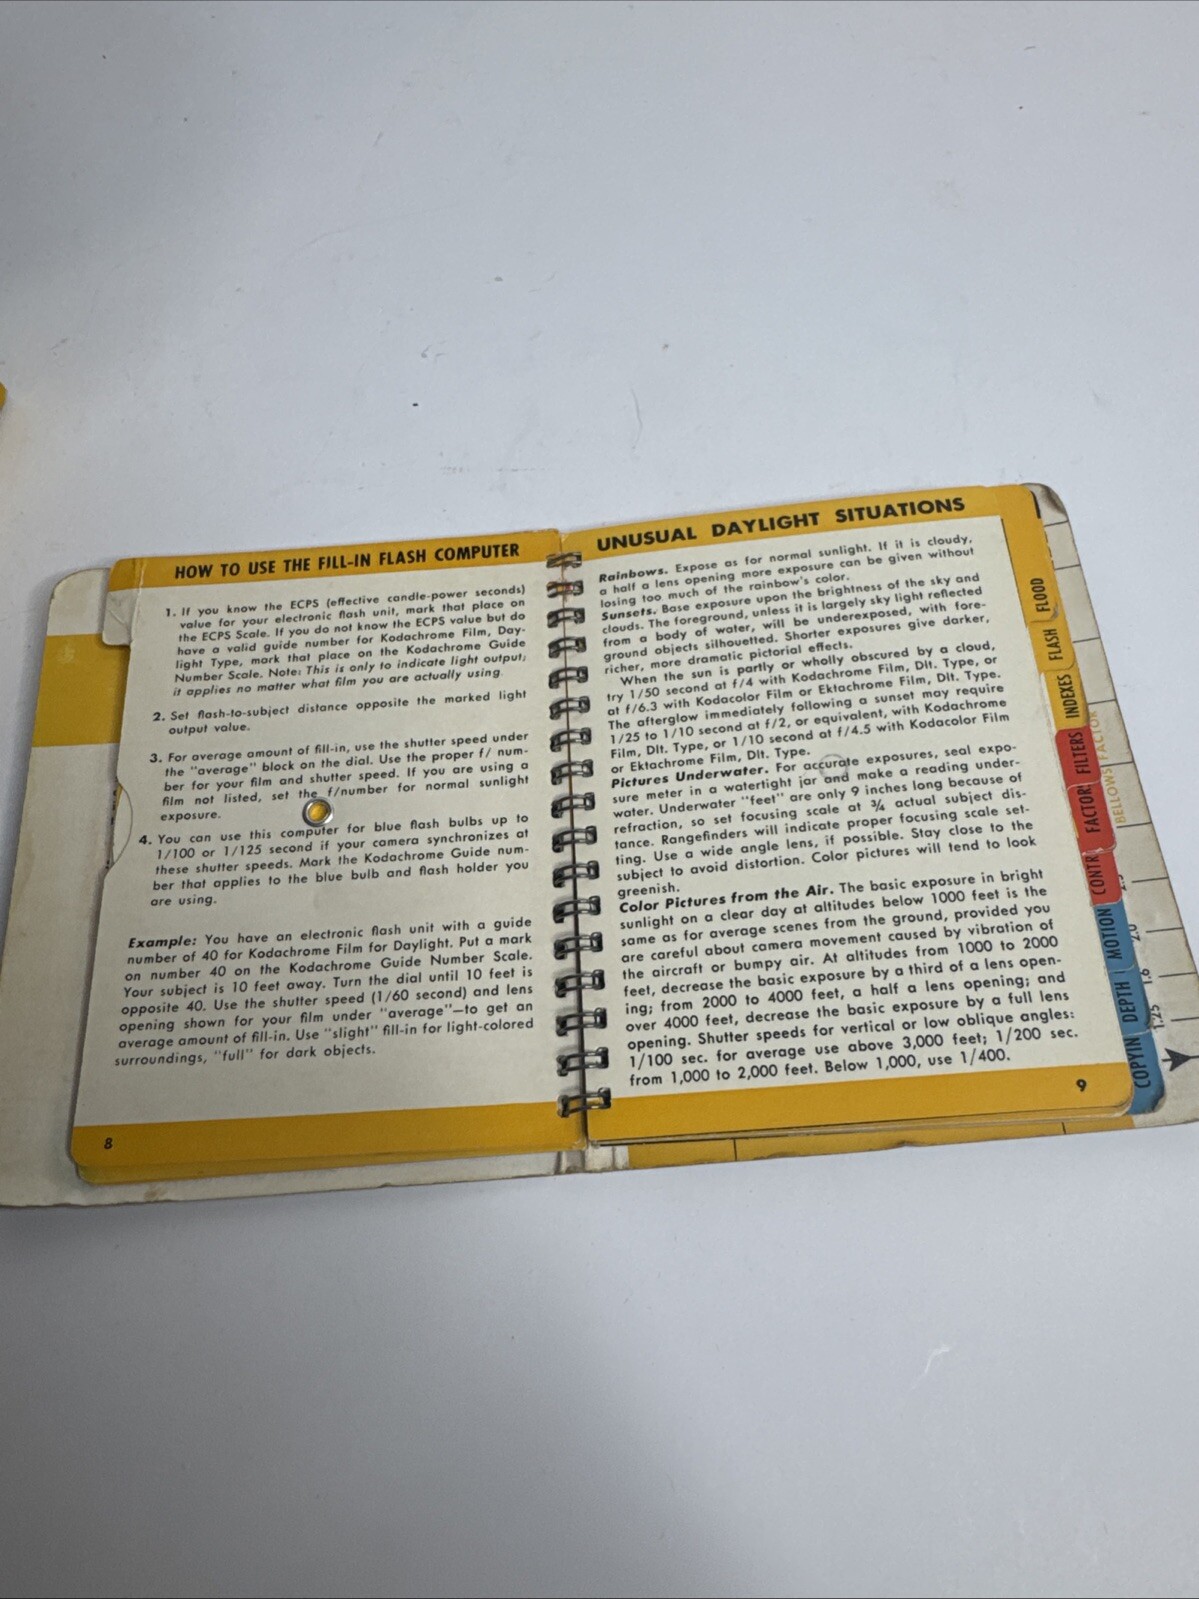 HOW TO USE THE FILL-IN FLASH COMPUTER
1. If you know the ECPS (effective candle-power seconds)
value for your electronic flash unit, mark that place on
the ECPS Scale. If you do not know the ECPS value but do
have a valid guide number for Kodachrome Film, Day-
light Type, mark that place on the Kodachrome Guide
Number Scale. Note: This is only to indicate light output;
it applies no matter what film you are actually using.
2. Set flash-to-subject distance opposite the marked light
output value.
3. For average amount of fill-in, use the shutter speed under
the "average" block on the dial. Use the proper f/ num-
ber for your film and shutter speed. If you are using a
film not listed, set the f/number for normal sunlight
exposure.
4. You can use this computer for blue flash bulbs up to
1/100 or 1/125 second if your camera synchronizes at
these shutter speeds. Mark the Kodachrome Guide num-
ber that applies to the blue bulb and flash holder you
are using.
Example: You have an electronic flash unit with a guide
number of 40 for Kodachrome Film for Daylight. Put a mark
on number 40 on the Kodachrome Guide Number Scale.
Your subject is 10 feet away. Turn the dial until 10 feet is
opposite 40. Use the shutter speed (1/60 second) and lens
opening shown for your film under "average"—to get an
average amount of fill-in. Use "slight" fill-in for light-colored
surroundings, "full" for dark objects.
8
UNUSUAL DAYLIGHT SITUATIONS
Rainbows. Expose as for normal sunlight. If it is cloudy,
a half a lens opening more exposure can be given without
losing too much of the rainbow's color.
Sunsets. Base exposure upon the brightness of the sky and
clouds. The foreground, unless it is largely sky light reflected
from a body of water, will be underexposed, with fore-
ground objects silhouetted. Shorter exposures give darker,
richer, more dramatic pictorial effects.
When the sun is partly or wholly obscured by a cloud,
try 1/50 second at f/4 with Kodachrome Film, Dlt. Type, or
at f/6.3 with Kodacolor Film or Ektachrome Film, Dlt. Type.
The afterglow immediately following a sunset may require
1/25 to 1/10 second at f/2, or equivalent, with Kodachrome
Film, Dlt. Type, or 1/10 second at f/4.5 with Kodacolor Film
or Ektachrome Film, Dlt. Type.
Pictures Underwater. For accurate exposures, seal expo-
sure meter in a watertight jar and make a reading under-
water. Underwater "feet" are only 9 inches long because of
refraction, so set focusing scale at ¾ actual subject dis-
tance. Rangefinders will indicate proper focusing scale set-
ting. Use a wide angle lens, if possible. Stay close to the
subject to avoid distortion. Color pictures will tend to look
greenish.
Color Pictures from the Air. The basic exposure in bright
sunlight on a clear day at altitudes below 1000 feet is the
same as for average scenes from the ground, provided you
are careful about camera movement caused by vibration of
the aircraft or bumpy air. At altitudes from 1000 to 2000
feet, decrease the basic exposure by a third of a lens open-
ing; from 2000 to 4000 feet, a half a lens opening; and
over 4000 feet, decrease the basic exposure by a full lens
opening. Shutter speeds for vertical or low oblique angles:
1/100 sec. for average use above 3,000 feet; 1/200 sec.
from 1,000 to 2,000 feet. Below 1,000, use 1/400.
9
FLOOD
FLASH
INDEXES
FILTERS
FACTOR
CONTR
MOTION
DEPTH
COPYIN
BELLOWS FACTOR
2.0
1.6
1.25